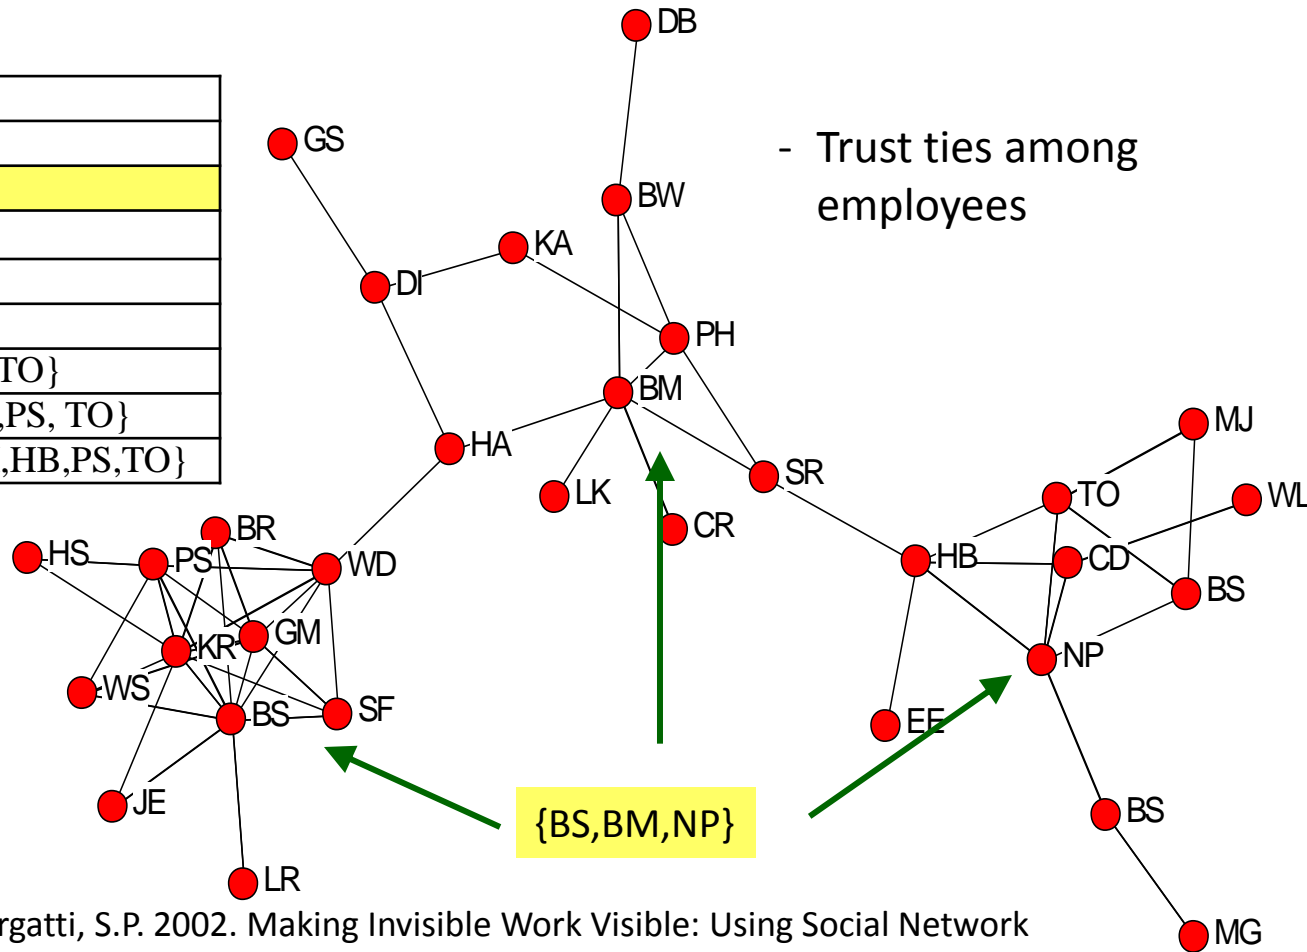 DB
GS
- Trust ties among
employees
BW
KA
DI
PH
TO}
,PS, TO}
,HB,PS,TO}
BM
MJ
HA
SR
LK
TO
WL
CR
BR
HS
PS
WD
HB
CD
BS
GM
KR
NP
WS
BS
SF
EE
JE
BS
{BS,BM,NP}
LR
rgatti, S.P. 2002. Making Invisible Work Visible: Using Social Network
MG